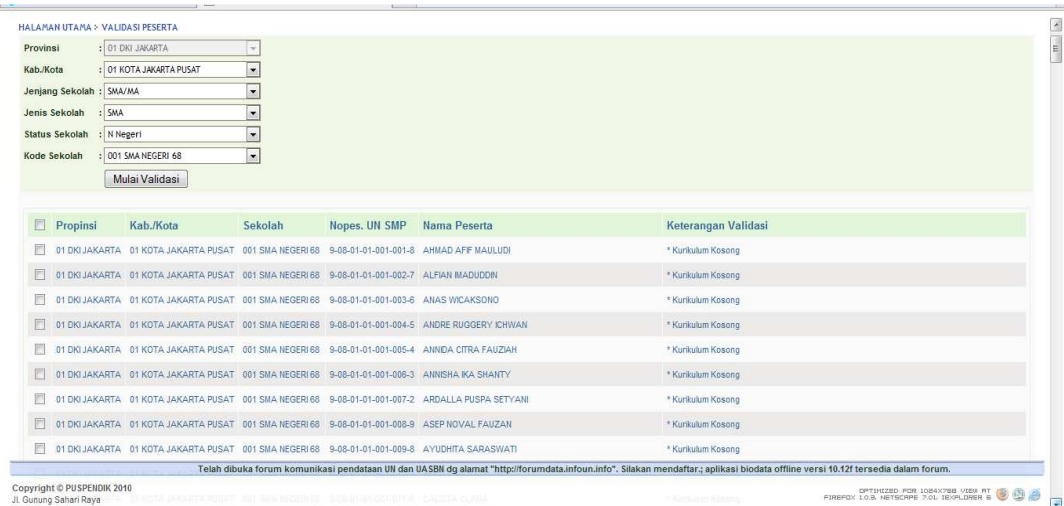 HALAMAN UTAMA > VALIDASI PESERTA
Provinsi : 01 DKI JAKARTA
Kab./Kota : 01 KOTA JAKARTA PUSAT
Jenjang Sekolah : SMA/MA
Jenis Sekolah : SMA
Status Sekolah : N Negeri
Kode Sekolah : 001 SMA NEGERI 68
Mulai Validasi
Propinsi Kab./Kota Sekolah Nopes. UN SMP Nama Peserta Keterangan Validasi
01 DKI JAKARTA 01 KOTA JAKARTA PUSAT 001 SMA NEGERI 68 9-08-01-01-001-001-8 AHMAD AFIF MAULUDI * Kurikulum Kosong
01 DKI JAKARTA 01 KOTA JAKARTA PUSAT 001 SMA NEGERI 68 9-08-01-01-001-002-7 ALFIAN IMADUDDIN * Kurikulum Kosong
01 DKI JAKARTA 01 KOTA JAKARTA PUSAT 001 SMA NEGERI 68 9-08-01-01-001-003-6 ANAS WICAKSONO * Kurikulum Kosong
01 DKI JAKARTA 01 KOTA JAKARTA PUSAT 001 SMA NEGERI 68 9-08-01-01-001-004-5 ANDRE RUGGERY ICHWAN * Kurikulum Kosong
01 DKI JAKARTA 01 KOTA JAKARTA PUSAT 001 SMA NEGERI 68 9-08-01-01-001-005-4 ANNIDA CITRA FAUZIAH * Kurikulum Kosong
01 DKI JAKARTA 01 KOTA JAKARTA PUSAT 001 SMA NEGERI 68 9-08-01-01-001-006-3 ANNISHA IKA SHANTY * Kurikulum Kosong
01 DKI JAKARTA 01 KOTA JAKARTA PUSAT 001 SMA NEGERI 68 9-08-01-01-001-007-2 ARDALLA PUSPA SETYANI * Kurikulum Kosong
01 DKI JAKARTA 01 KOTA JAKARTA PUSAT 001 SMA NEGERI 68 9-08-01-01-001-008-9 ASEP NOVAL FAUZAN * Kurikulum Kosong
01 DKI JAKARTA 01 KOTA JAKARTA PUSAT 001 SMA NEGERI 68 9-08-01-01-001-009-8 AYUDHITA SARASWATI * Kurikulum Kosong
Telah dibuka forum komunikasi pendataan UN dan UASBN dg alamat "http://forumdata.infoun.info". Silakan mendaftar.; aplikasi biodata offline versi 10.12f tersedia dalam forum.
Copyright © PUSPENDIK 2010
Jl. Gunung Sahari Raya
OPTIMIZED FOR 1024X768 VIEW AT
FIREFOX 1.0.3, NETSCAPE 7.01, IEXPLORER 6